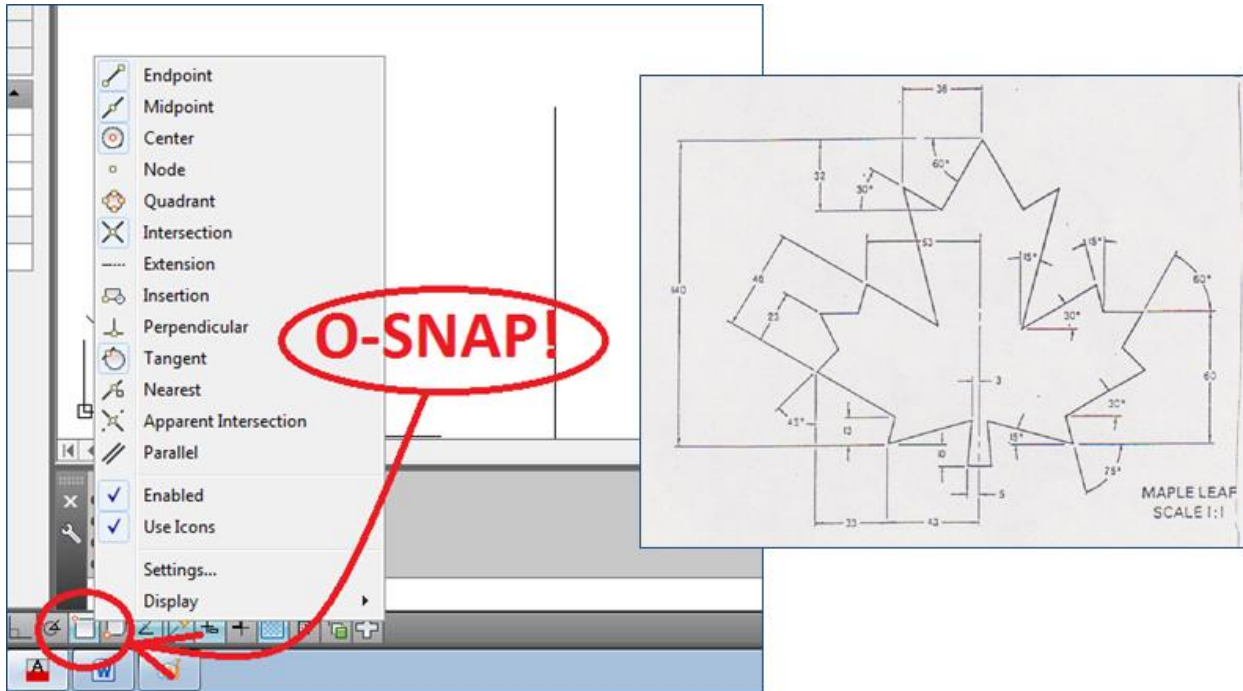 Endpoint
Midpoint
Center
Node
Quadrant
Intersection
Extension
Insertion
Perpendicular
Tangent
Nearest
Apparent Intersection
Parallel
Enabled
Use Icons
Settings...
Display
O-SNAP!
A
W
38
60°
32
30°
53
15°
15°
46
60°
140
23
30°
3
60
45°
12
10
15°
30°
75°
5
33
43
MAPLE LEAF
SCALE 1:1